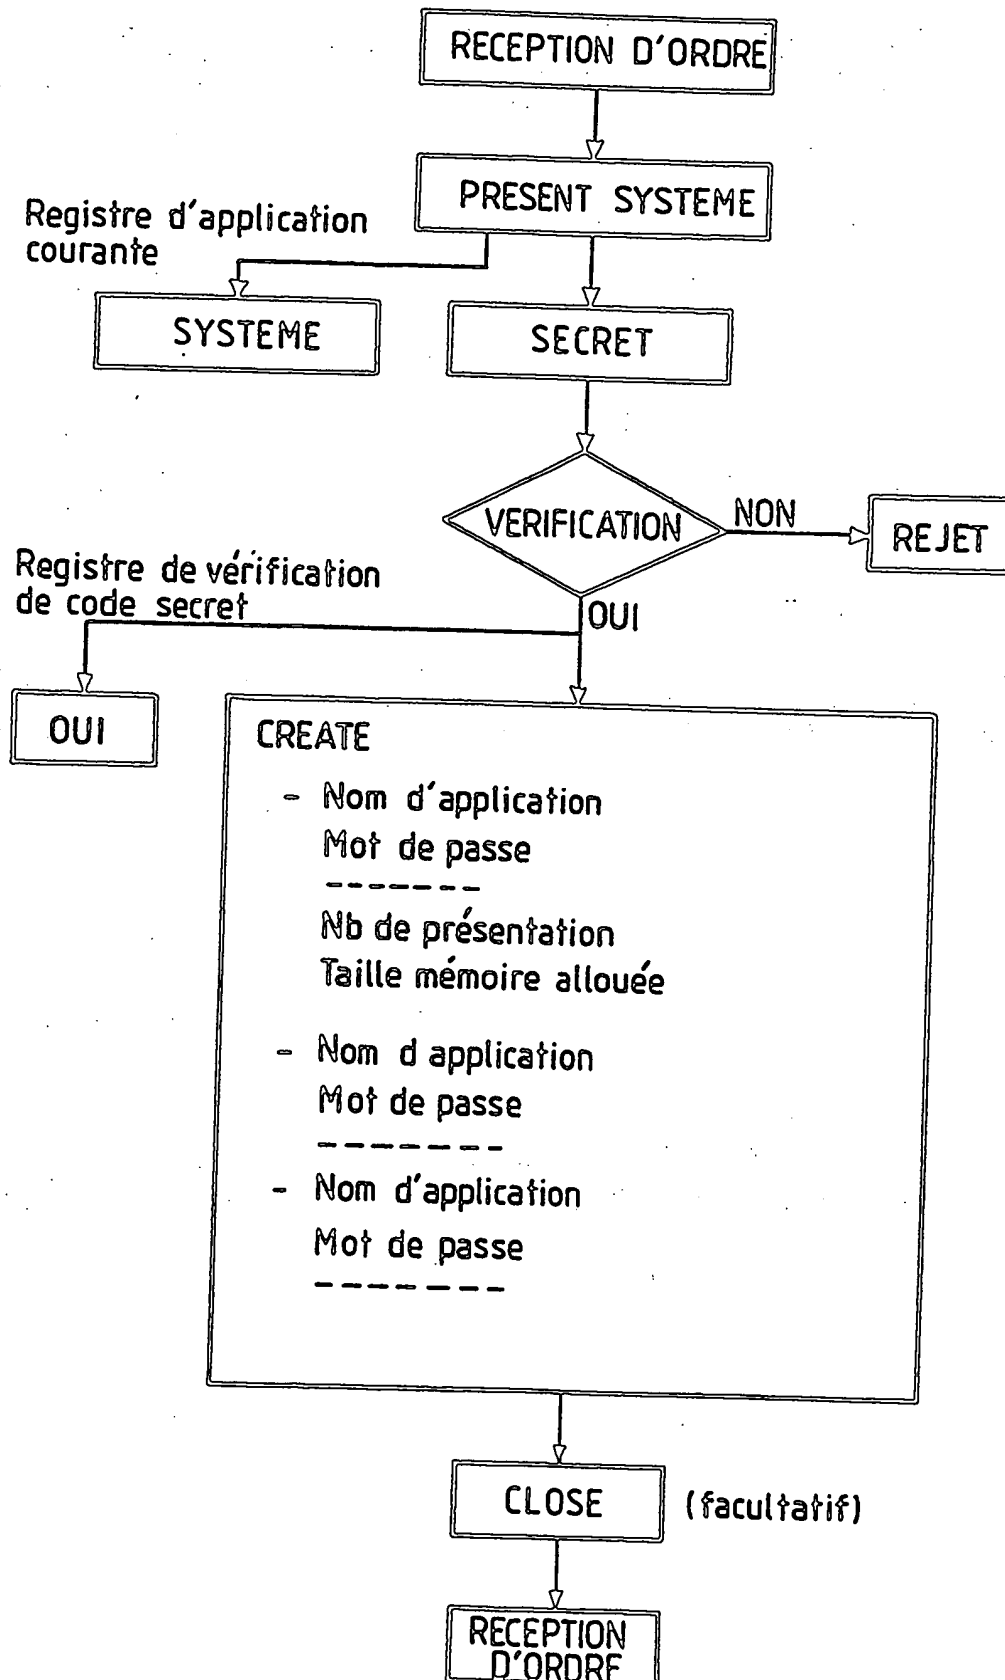 RECEPTION D'ORDRE
PRESENT SYSTEME
Registre d'application
courante
SYSTEME
SECRET
VERIFICATION
NON
REJET
Registre de vérification
de code secret
OUI
OUI
CREATE
- Nom d'application
Mot de passe
-------
Nb de présentation
Taille mémoire allouée
- Nom d application
Mot de passe
-------
- Nom d'application
Mot de passe
-------
CLOSE
(facultatif)
RECEPTION
D'ORDRE